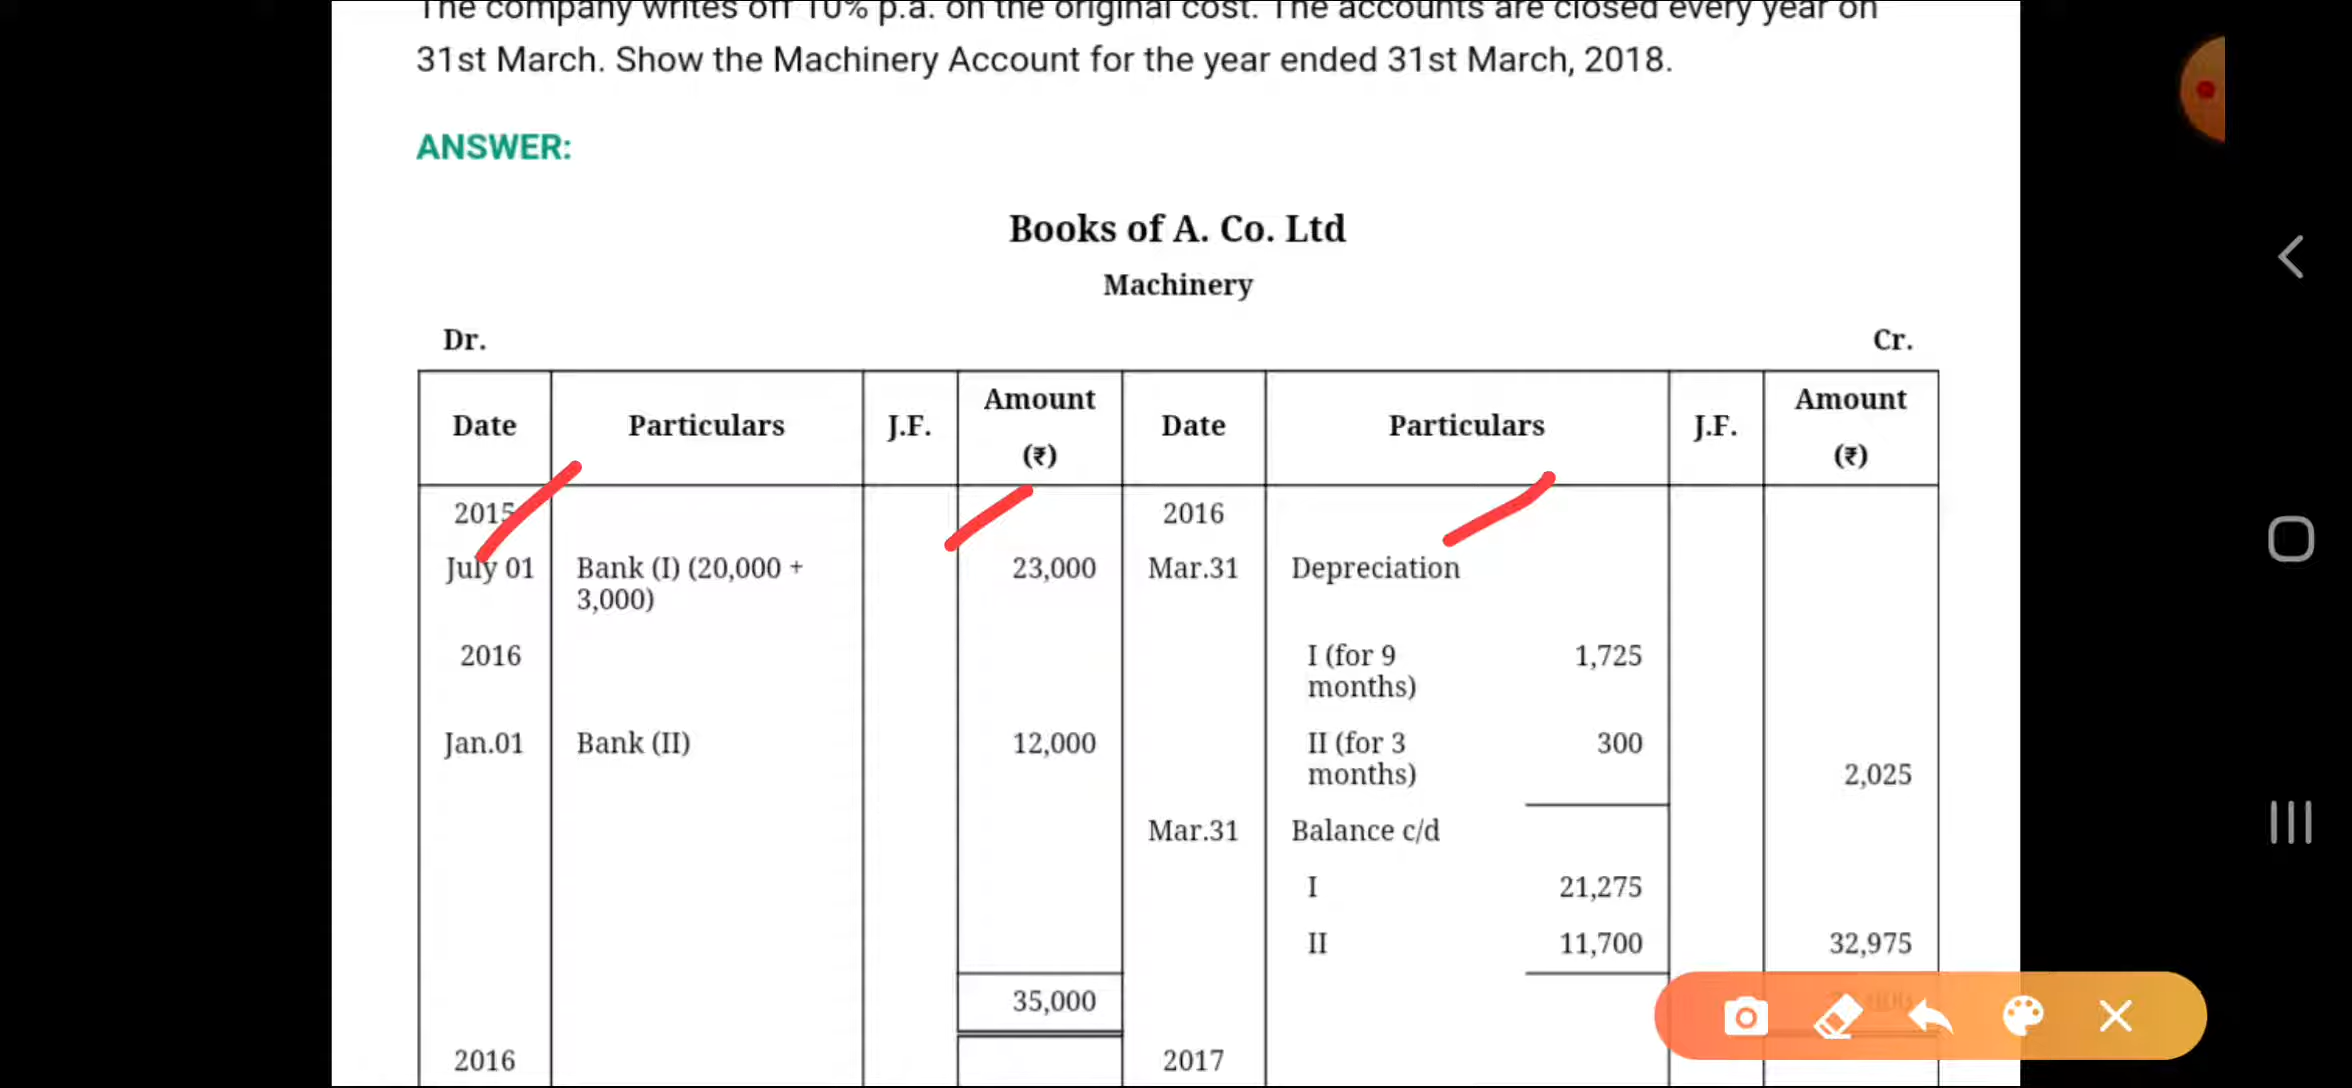 The company writes off 10% p.a. on the original cost. The accounts are closed every year on
31st March. Show the Machinery Account for the year ended 31st March, 2018.
ANSWER:
Books of A. Co. Ltd
Machinery
Dr. Cr.
Date Particulars J.F. Amount (₹) Date Particulars J.F. Amount (₹)
2015 2016
July 01 Bank (I) (20,000 + 23,000 Mar.31 Depreciation
3,000)
2016 I (for 9 1,725
months)
Jan.01 Bank (II) 12,000 II (for 3 300
months) 2,025
Mar.31 Balance c/d
I 21,275
II 11,700 32,975
35,000
2016 2017